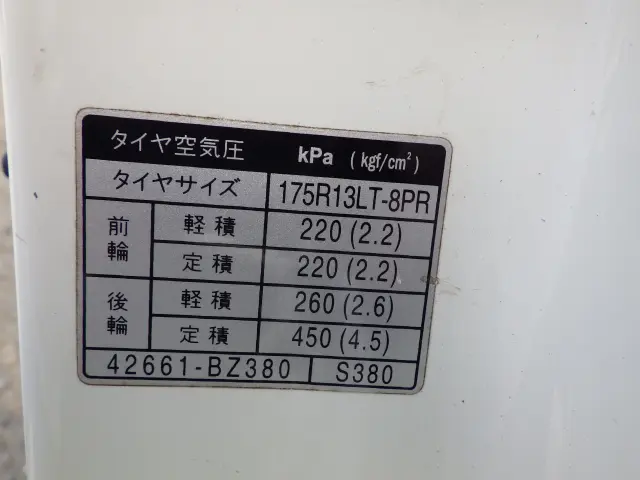 タイヤ空気圧 kPa (kgf/cm²)
タイヤサイズ 175R13LT-8PR
前輪 軽積 220 (2.2)
定積 220 (2.2)
後輪 軽積 260 (2.6)
定積 450 (4.5)
42661-BZ380 S380